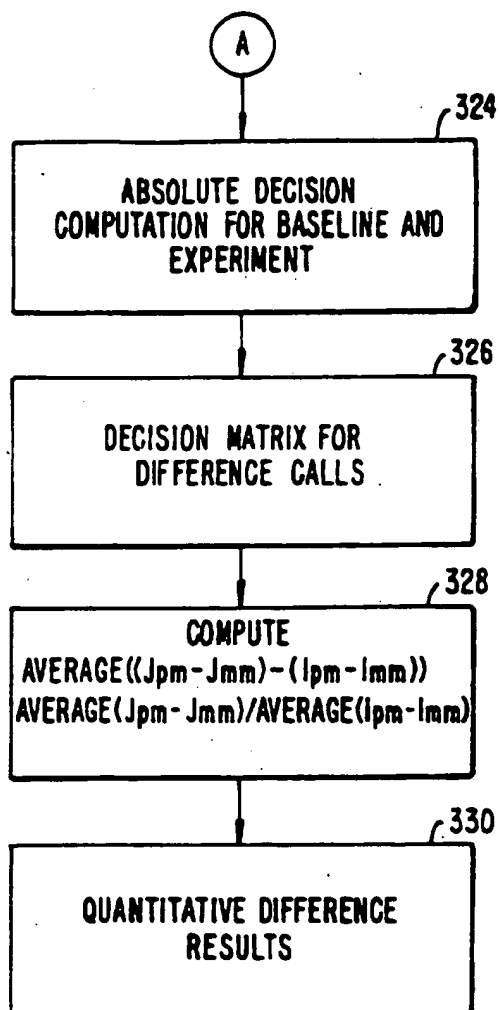 A
324
ABSOLUTE DECISION
COMPUTATION FOR BASELINE AND
EXPERIMENT
326
DECISION MATRIX FOR
DIFFERENCE CALLS
328
COMPUTE
AVERAGE((Jpm-Jmm)-(Ipm-Imm))
AVERAGE(Jpm-Jmm)/AVERAGE(Ipm-Imm)
330
QUANTITATIVE DIFFERENCE
RESULTS